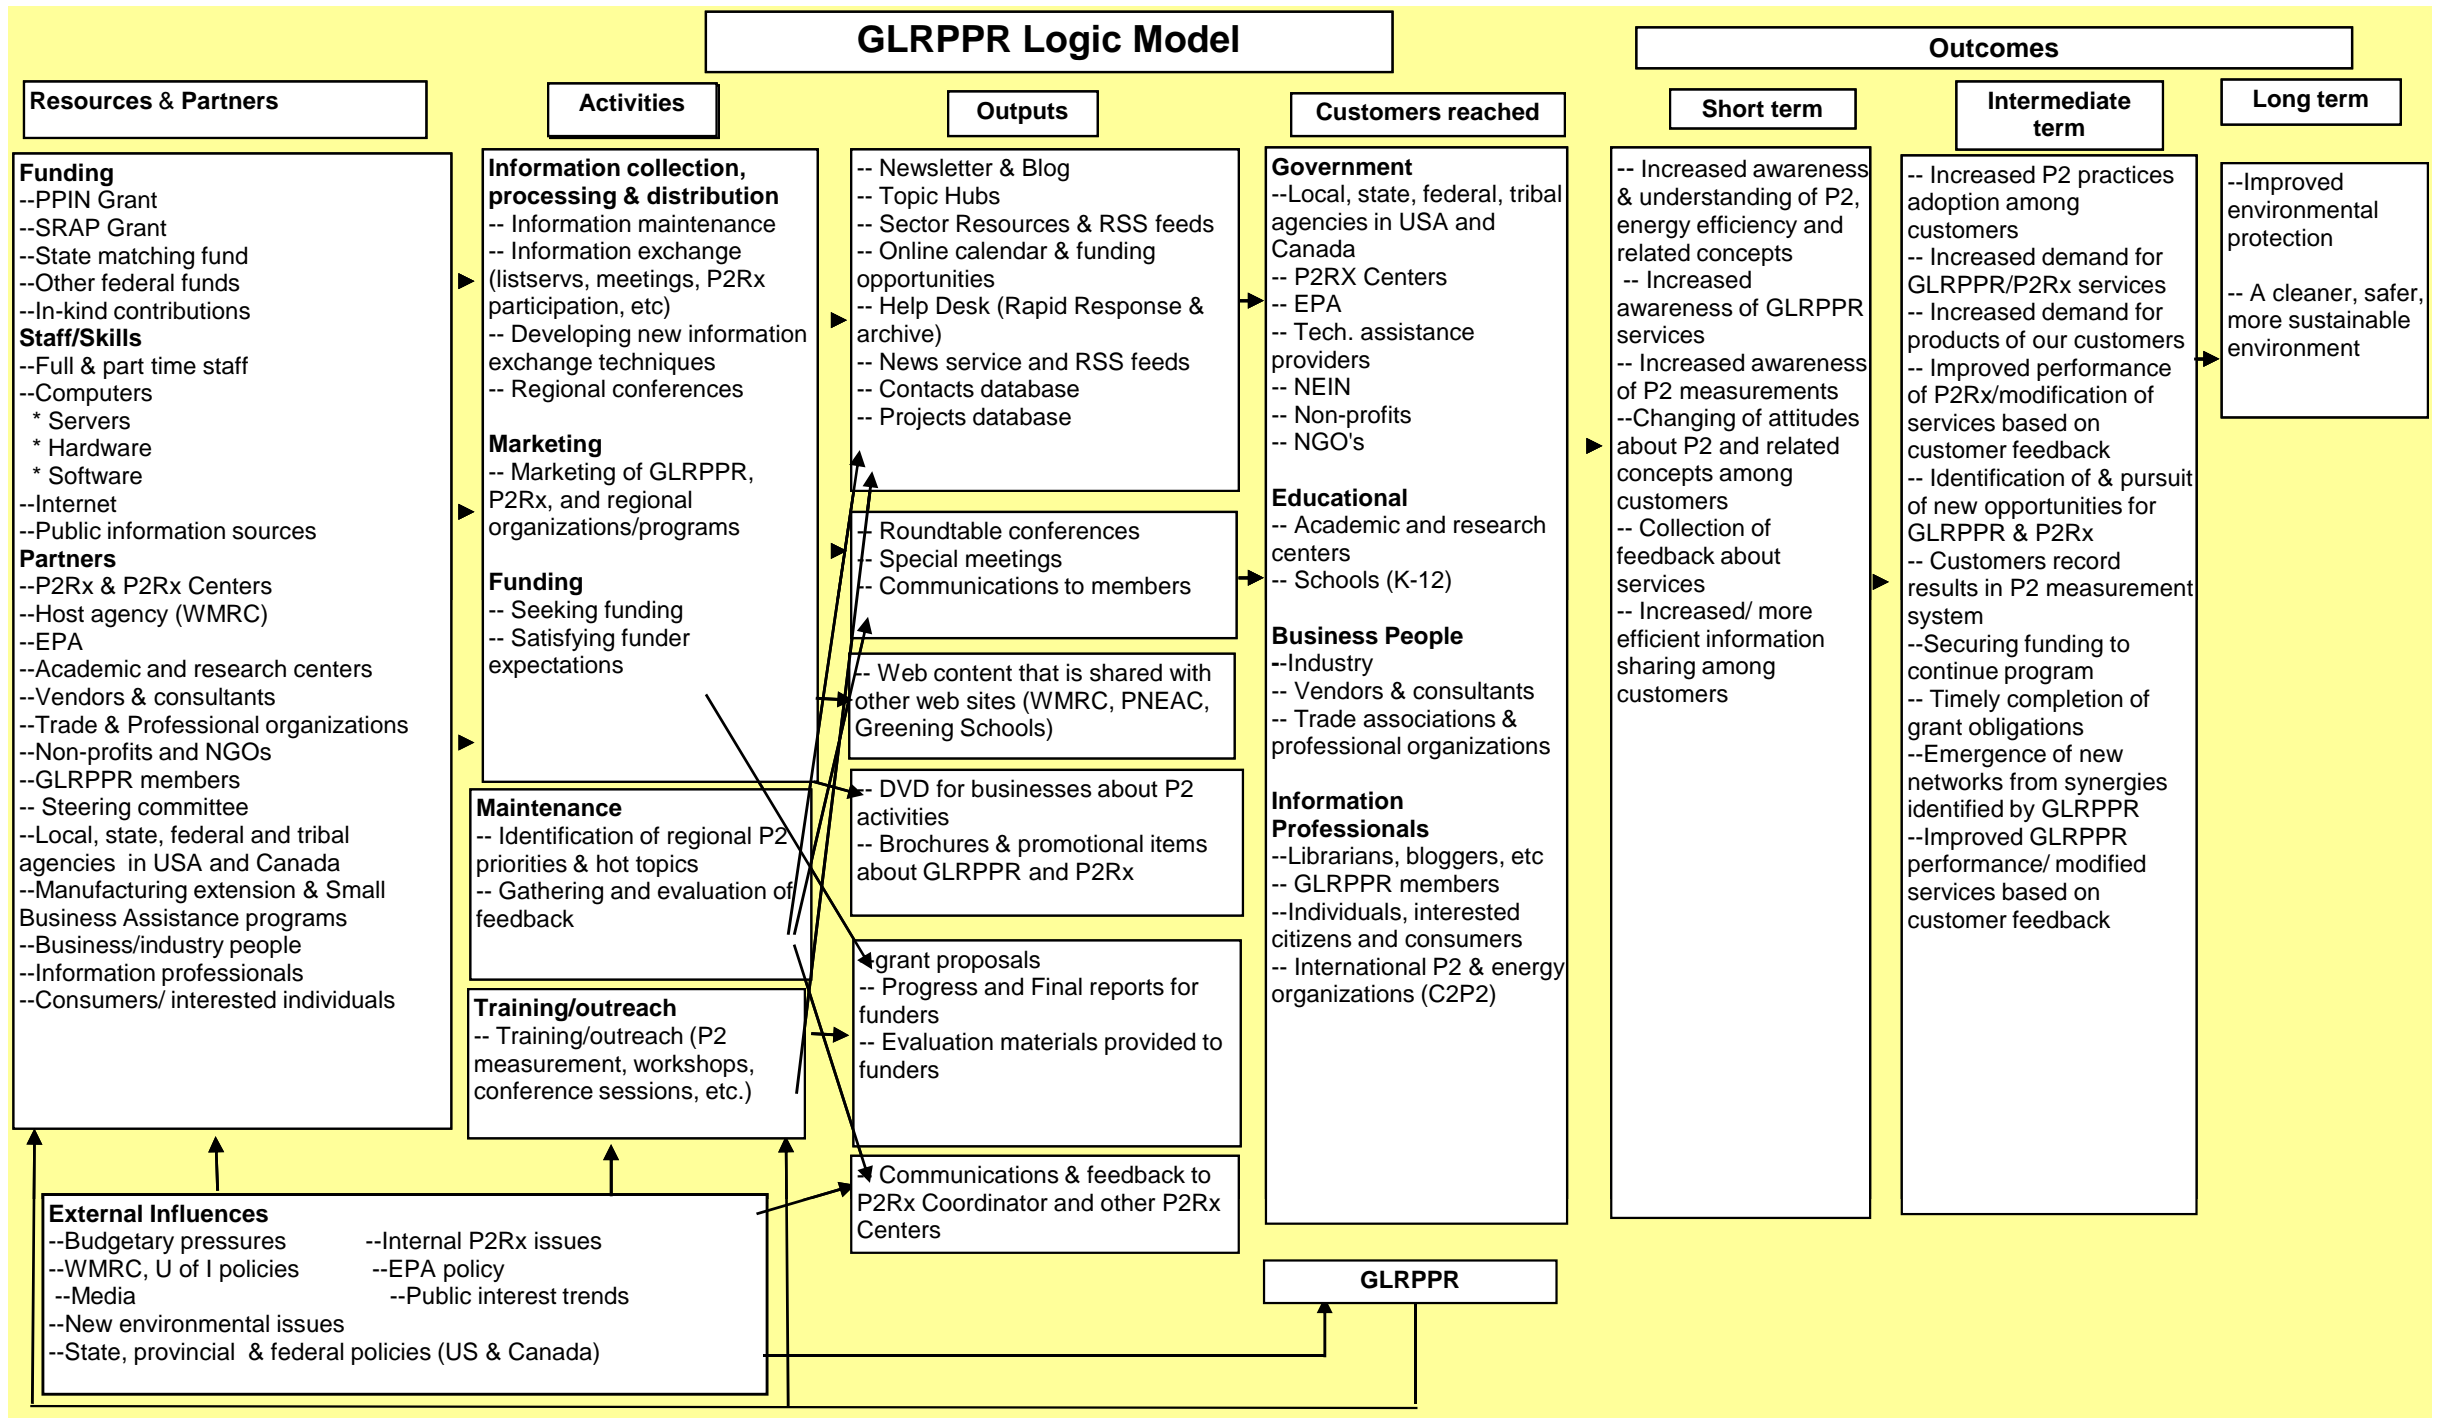 GLRPPR Logic Model
Outcomes
Resources & Partners
Activities
Outputs
Customers reached
Short term
Intermediate
term
Long term
Funding
--PPIN Grant
--SRAP Grant
--State matching fund
--Other federal funds
--In-kind contributions
Staff/Skills
--Full & part time staff
--Computers
* Servers
* Hardware
* Software
--Internet
--Public information sources
Partners
--P2Rx & P2Rx Centers
--Host agency (WMRC)
--EPA
--Academic and research centers
--Vendors & consultants
--Trade & Professional organizations
--Non-profits and NGOs
--GLRPPR members
-- Steering committee
--Local, state, federal and tribal
agencies  in USA and Canada
--Manufacturing extension & Small
Business Assistance programs
--Business/industry people
--Information professionals
--Consumers/ interested individuals
Information collection,
processing & distribution
-- Information maintenance
-- Information exchange
(listservs, meetings, P2Rx
participation, etc)
-- Developing new information
exchange techniques
-- Regional conferences
Marketing
-- Marketing of GLRPPR,
P2Rx, and regional
organizations/programs
Funding
-- Seeking funding
-- Satisfying funder
expectations
Maintenance
-- Identification of regional P2
priorities & hot topics
-- Gathering and evaluation of
feedback
Training/outreach
-- Training/outreach (P2
measurement, workshops,
conference sessions, etc.)
-- Newsletter & Blog
-- Topic Hubs
-- Sector Resources & RSS feeds
-- Online calendar & funding
opportunities
-- Help Desk (Rapid Response &
archive)
-- News service and RSS feeds
-- Contacts database
-- Projects database
-- Roundtable conferences
-- Special meetings
-- Communications to members
-- Web content that is shared with
other web sites (WMRC, PNEAC,
Greening Schools)
-- DVD for businesses about P2
activities
-- Brochures & promotional items
about GLRPPR and P2Rx
--grant proposals
-- Progress and Final reports for
funders
-- Evaluation materials provided to
funders
-- Communications & feedback to
P2Rx Coordinator and other P2Rx
Centers
Government
--Local, state, federal, tribal
agencies in USA and
Canada
-- P2RX Centers
-- EPA
-- Tech. assistance
providers
-- NEIN
-- Non-profits
-- NGO's
Educational
-- Academic and research
centers
-- Schools (K-12)
Business People
--Industry
-- Vendors & consultants
-- Trade associations &
professional organizations
Information
Professionals
--Librarians, bloggers, etc
-- GLRPPR members
--Individuals, interested
citizens and consumers
-- International P2 & energy
organizations (C2P2)
-- Increased awareness
& understanding of P2,
energy efficiency and
related concepts
-- Increased
awareness of GLRPPR
services
-- Increased awareness
of P2 measurements
--Changing of attitudes
about P2 and related
concepts among
customers
-- Collection of
feedback about
services
-- Increased/ more
efficient information
sharing among
customers
-- Increased P2 practices
adoption among
customers
-- Increased demand for
GLRPPR/P2Rx services
-- Increased demand for
products of our customers
-- Improved performance
of P2Rx/modification of
services based on
customer feedback
-- Identification of & pursuit
of new opportunities for
GLRPPR & P2Rx
-- Customers record
results in P2 measurement
system
--Securing funding to
continue program
-- Timely completion of
grant obligations
--Emergence of new
networks from synergies
identified by GLRPPR
--Improved GLRPPR
performance/ modified
services based on
customer feedback
--Improved
environmental
protection
-- A cleaner, safer,
more sustainable
environment
External Influences
--Budgetary pressures --Internal P2Rx issues
--WMRC, U of I policies --EPA policy
--Media --Public interest trends
--New environmental issues
--State, provincial  & federal policies (US & Canada)
GLRPPR